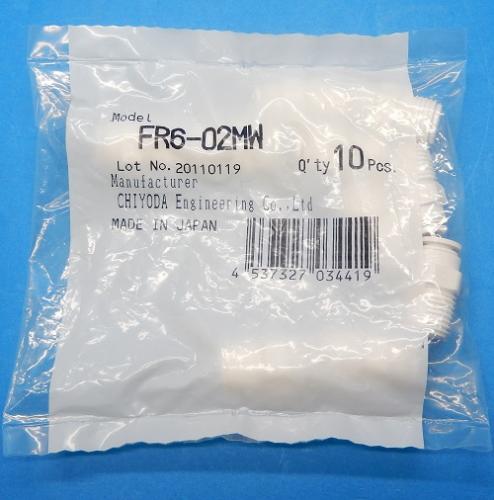 Model
FR6-02MW
Lot No. 20110119 Q'ty 10 Pcs.
Manufacturer
CHIYODA Engineering Co.,Ltd
MADE IN JAPAN
4 537327 034419